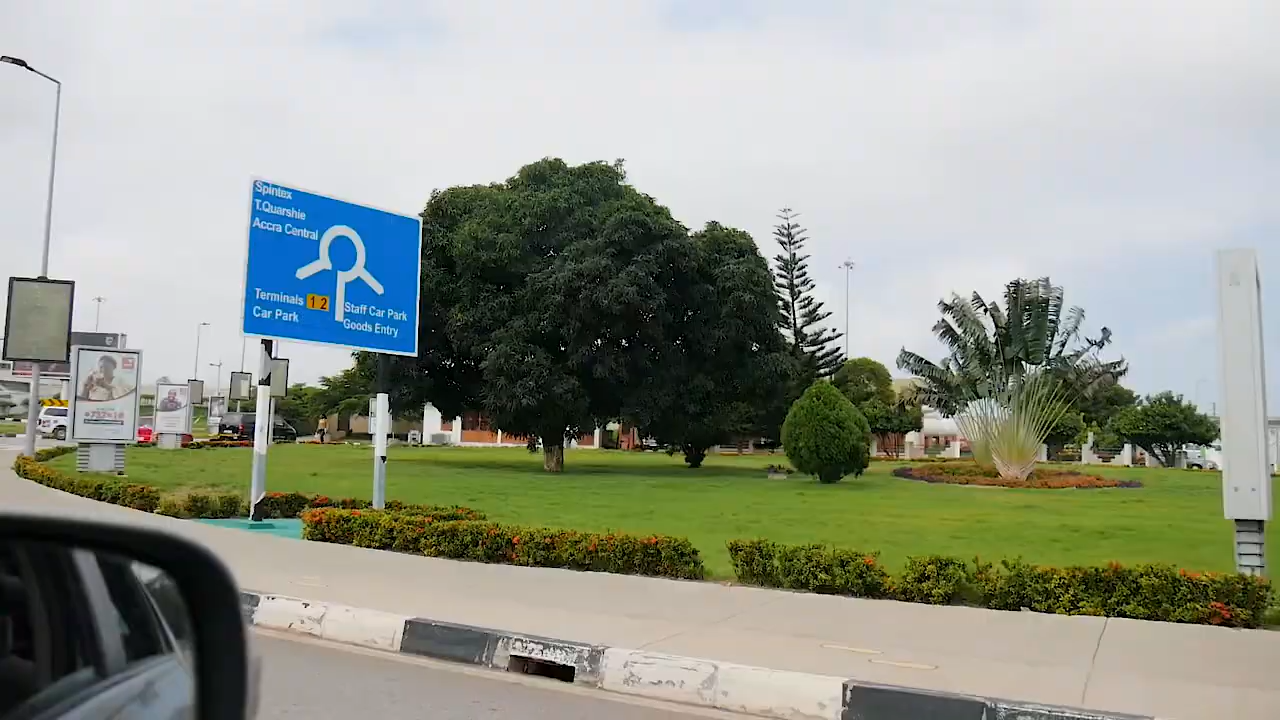 Spintex
T.Quarshie
Accra Central
Terminals 1 2
Car Park
Staff Car Park
Goods Entry